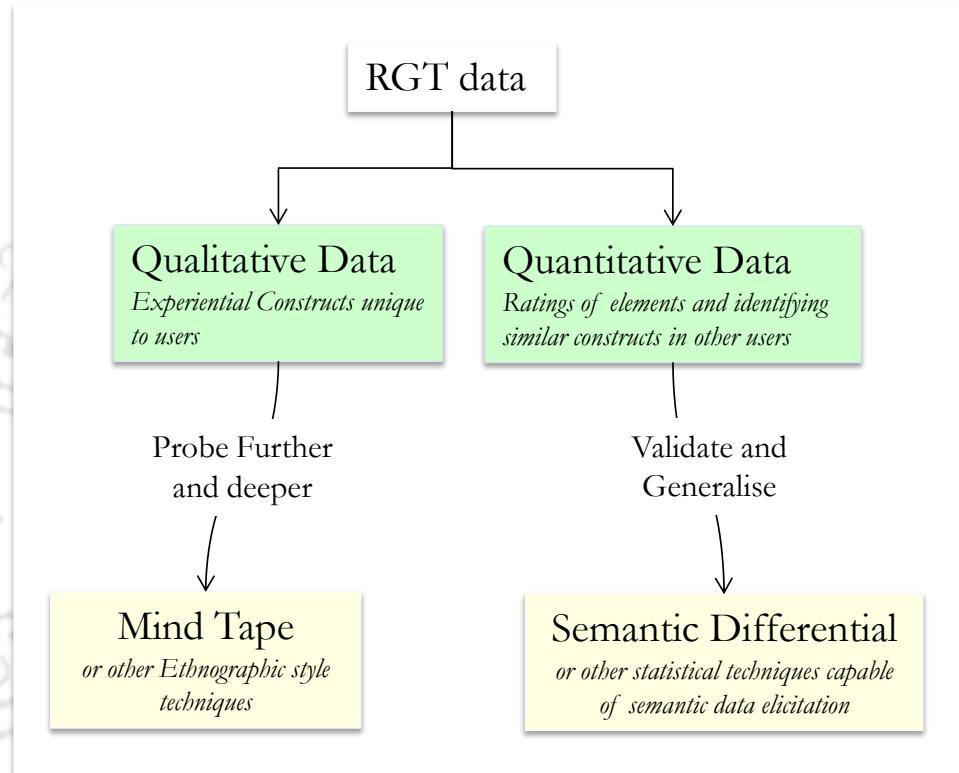 RGT data
Qualitative Data
Experiential Constructs unique
to users
Quantitative Data
Ratings of elements and identifying
similar constructs in other users
Probe Further
and deeper
Validate and
Generalise
Mind Tape
or other Ethnographic style
techniques
Semantic Differential
or other statistical techniques capable
of semantic data elicitation